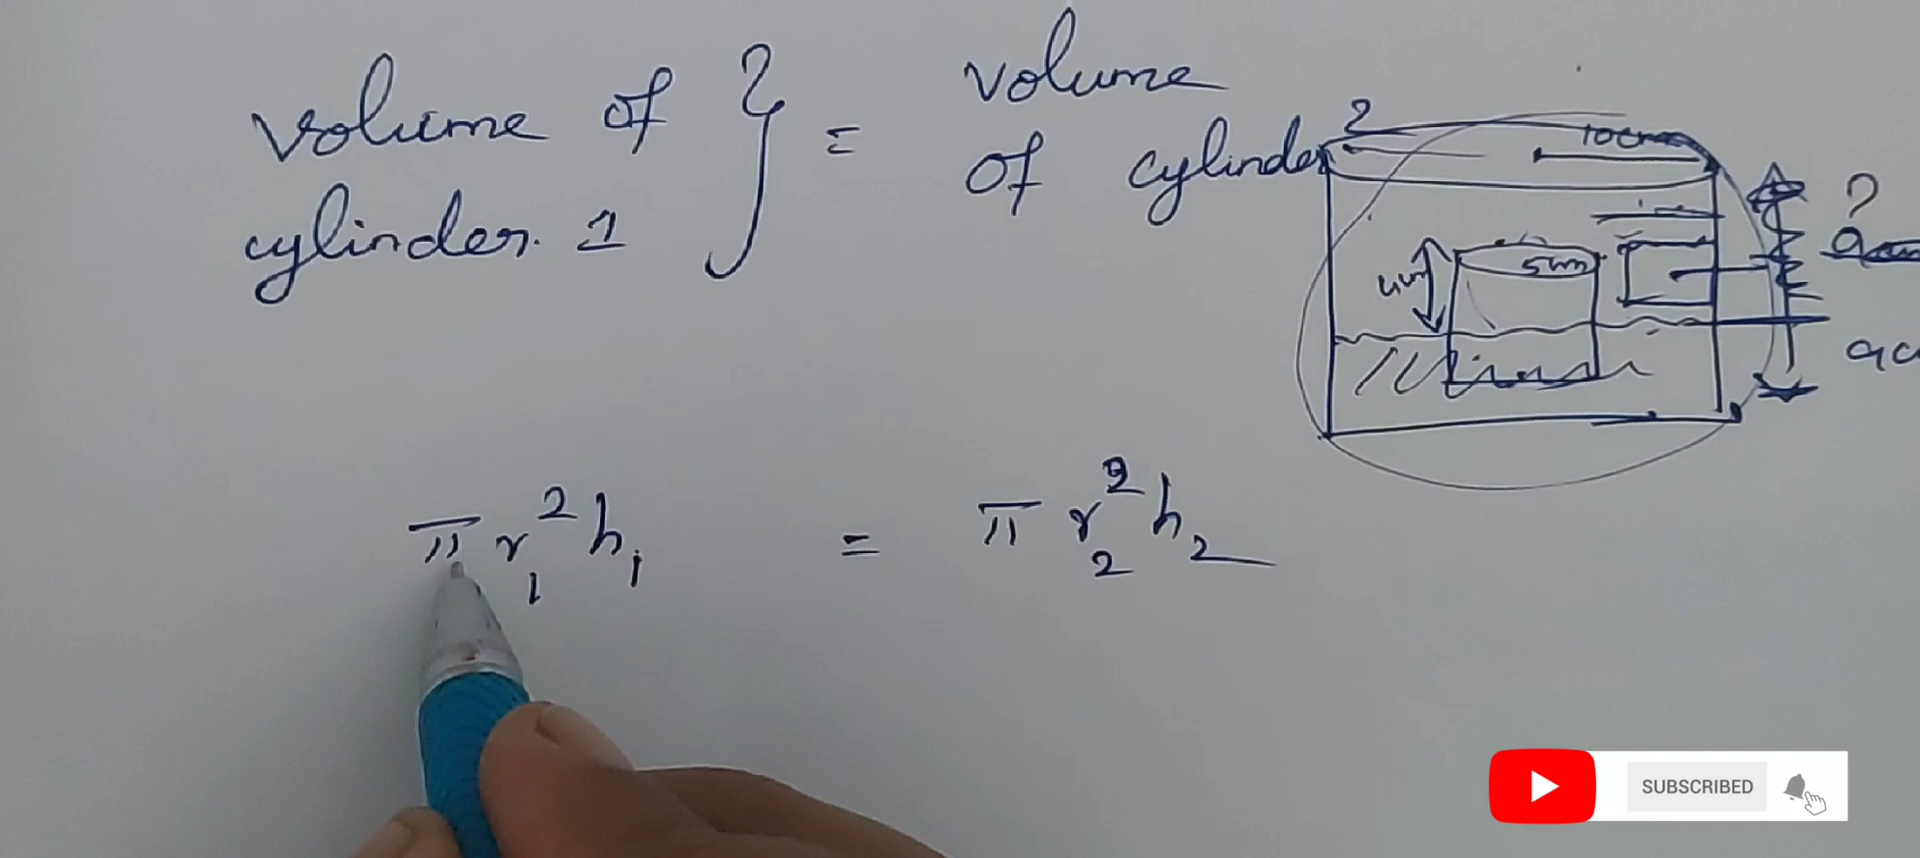 volume of } = volume
cylinder. 1 of cylinder 2
10cm
5cm
4cm
?
πr₁²h₁ = πr₂²h₂
SUBSCRIBED